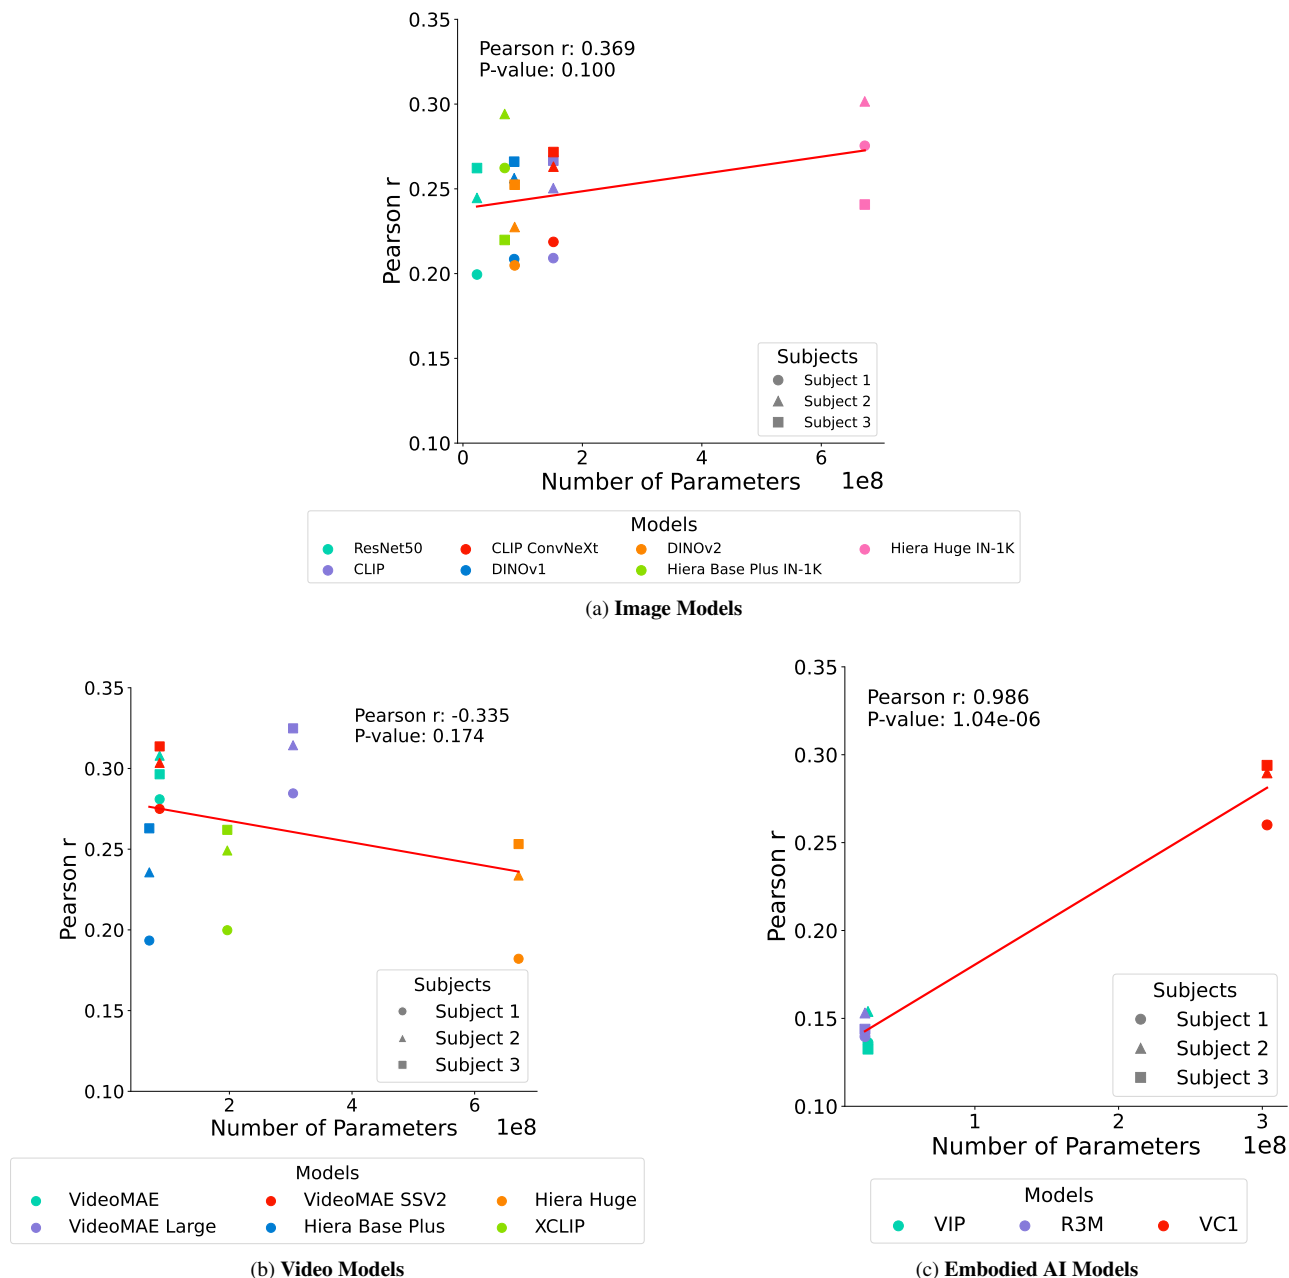 Pearson r: 0.369
P-value: 0.100
Pearson r
0.35
0.30
0.25
0.20
0.15
0.10
0 2 4 6
Number of Parameters 1e8
Subjects
Subject 1
Subject 2
Subject 3
Models
ResNet50 CLIP ConvNeXt DINOv2 Hiera Huge IN-1K
CLIP DINOv1 Hiera Base Plus IN-1K
(a) Image Models
Pearson r: -0.335
P-value: 0.174
Pearson r
0.35
0.30
0.25
0.20
0.15
0.10
2 4 6
Number of Parameters 1e8
Subjects
Subject 1
Subject 2
Subject 3
Models
VideoMAE VideoMAE SSV2 Hiera Huge
VideoMAE Large Hiera Base Plus XCLIP
(b) Video Models
Pearson r: 0.986
P-value: 1.04e-06
Pearson r
0.35
0.30
0.25
0.20
0.15
0.10
1 2 3
Number of Parameters 1e8
Subjects
Subject 1
Subject 2
Subject 3
Models
VIP R3M VC1
(c) Embodied AI Models